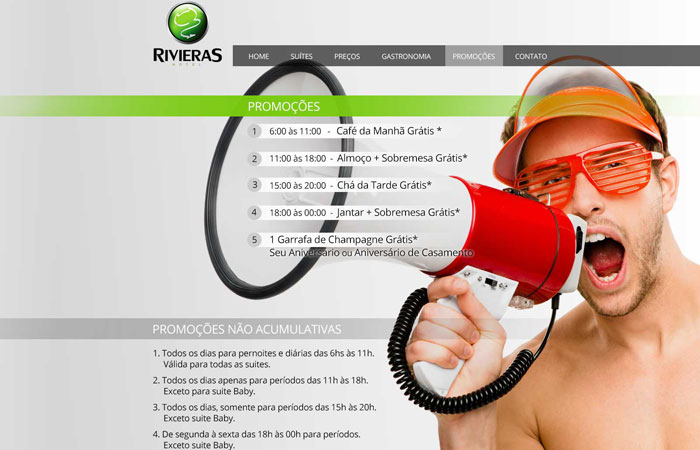 RIVIERAS
HOTEL
HOME SUÍTES PREÇOS GASTRONOMIA PROMOÇÕES CONTATO
PROMOÇÕES
1 6:00 às 11:00 - Café da Manhã Grátis *
2 11:00 às 18:00 - Almoço + Sobremesa Grátis*
3 15:00 às 20:00 - Chá da Tarde Grátis*
4 18:00 às 00:00 - Jantar + Sobremesa Grátis*
5 1 Garrafa de Champagne Grátis*
Seu Aniversário ou Aniversário de Casamento
PROMOÇÕES NÃO ACUMULATIVAS
1. Todos os dias para pernoites e diárias das 6hs às 11h.
Válida para todas as suites.
2. Todos os dias apenas para períodos das 11h às 18h.
Exceto para suite Baby.
3. Todos os dias, somente para períodos das 15h às 20h.
Exceto suite Baby.
4. De segunda à sexta das 18h às 00h para períodos.
Exceto suite Baby.